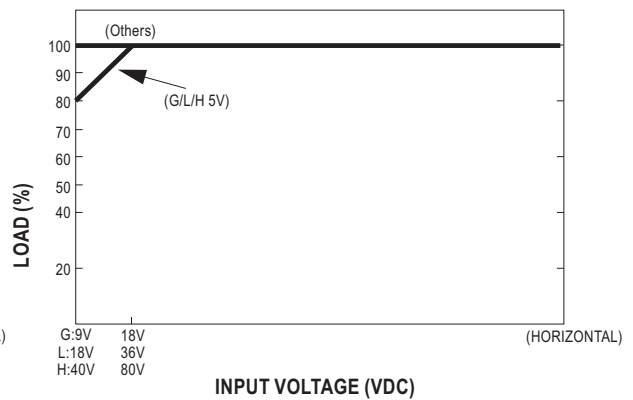 (Others)
100
90
(G/L/H 5V)
80
70
60
50
40
20
LOAD (%)
)
G:9V 18V (HORIZONTAL)
L:18V 36V
H:40V 80V
INPUT VOLTAGE (VDC)